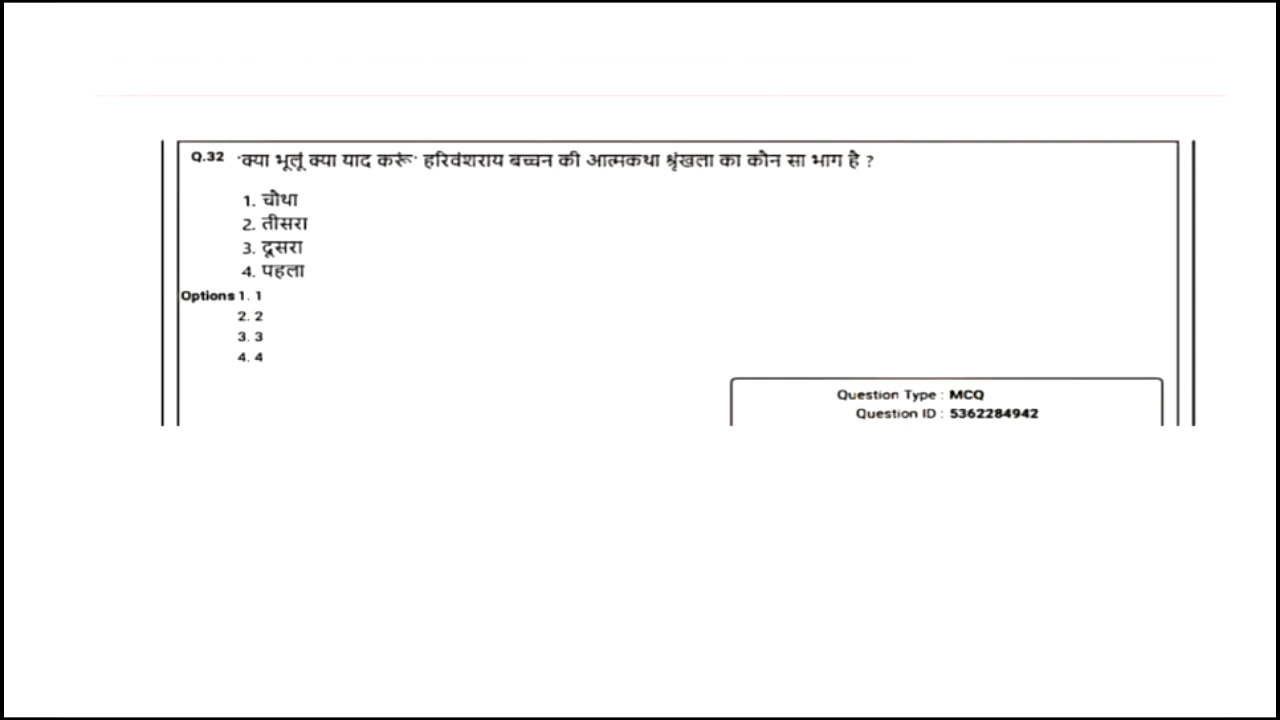 Q.32 'क्या भूलूं क्या याद करूं' हरिवंशराय बच्चन की आत्मकथा श्रृंखला का कौन सा भाग है ?
1. चौथा
2. तीसरा
3. दूसरा
4. पहला
Options 1. 1
2. 2
3. 3
4. 4
Question Type : MCQ
Question ID : 5362284942